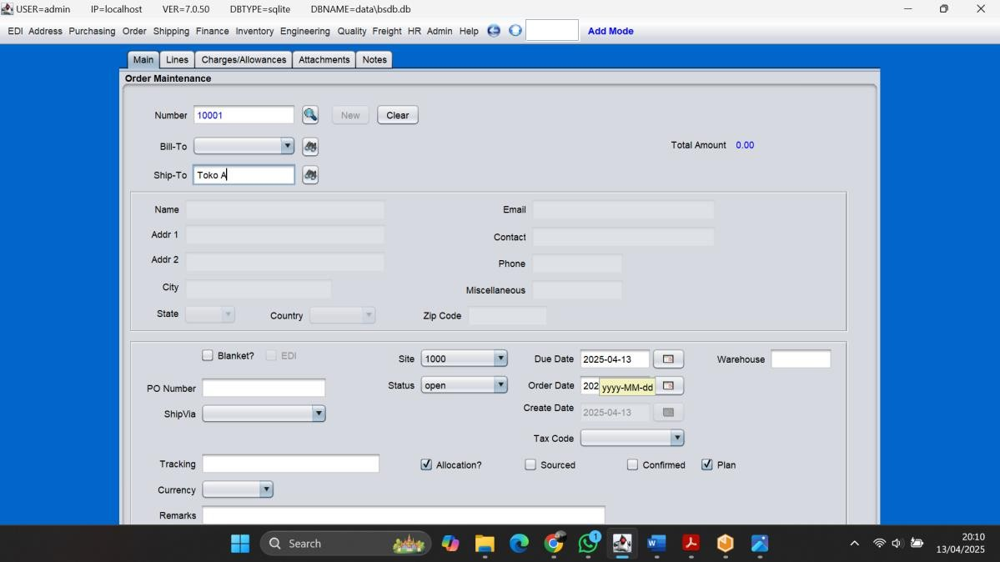 USER=admin IP=localhost VER=7.0.50 DBTYPE=sqlite DBNAME=data\bsdb.db
EDI Address Purchasing Order Shipping Finance Inventory Engineering Quality Freight HR Admin Help Add Mode
Main Lines Charges/Allowances Attachments Notes
Order Maintenance
Number 10001 New Clear
Bill-To Total Amount 0.00
Ship-To Toko A
Name Email
Addr 1 Contact
Addr 2 Phone
City Miscellaneous
State Country Zip Code
Blanket? EDI Site 1000 Due Date 2025-04-13 Warehouse
PO Number Status open Order Date 202 yyyy-MM-dd
ShipVia Create Date 2025-04-13
Tax Code
Tracking Allocation? Sourced Confirmed Plan
Currency
Remarks
Search 1 20:10
13/04/2025